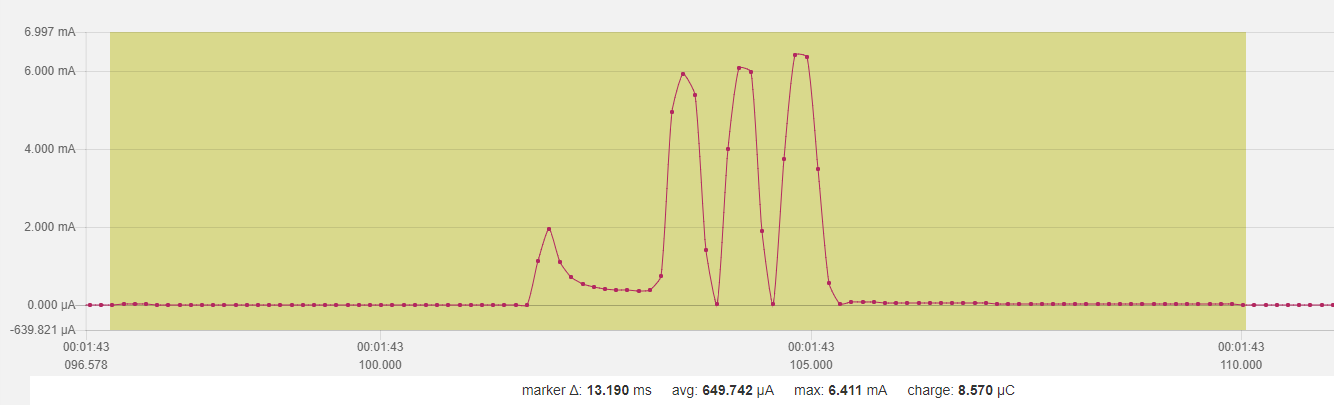 6.997 mA
6.000 mA
4.000 mA
2.000 mA
0.000 µA
-639.821 µA
00:01:43 00:01:43 00:01:43 00:01:43
096.578 100.000 105.000 110.000
marker Δ: 13.190 ms avg: 649.742 µA max: 6.411 mA charge: 8.570 µC